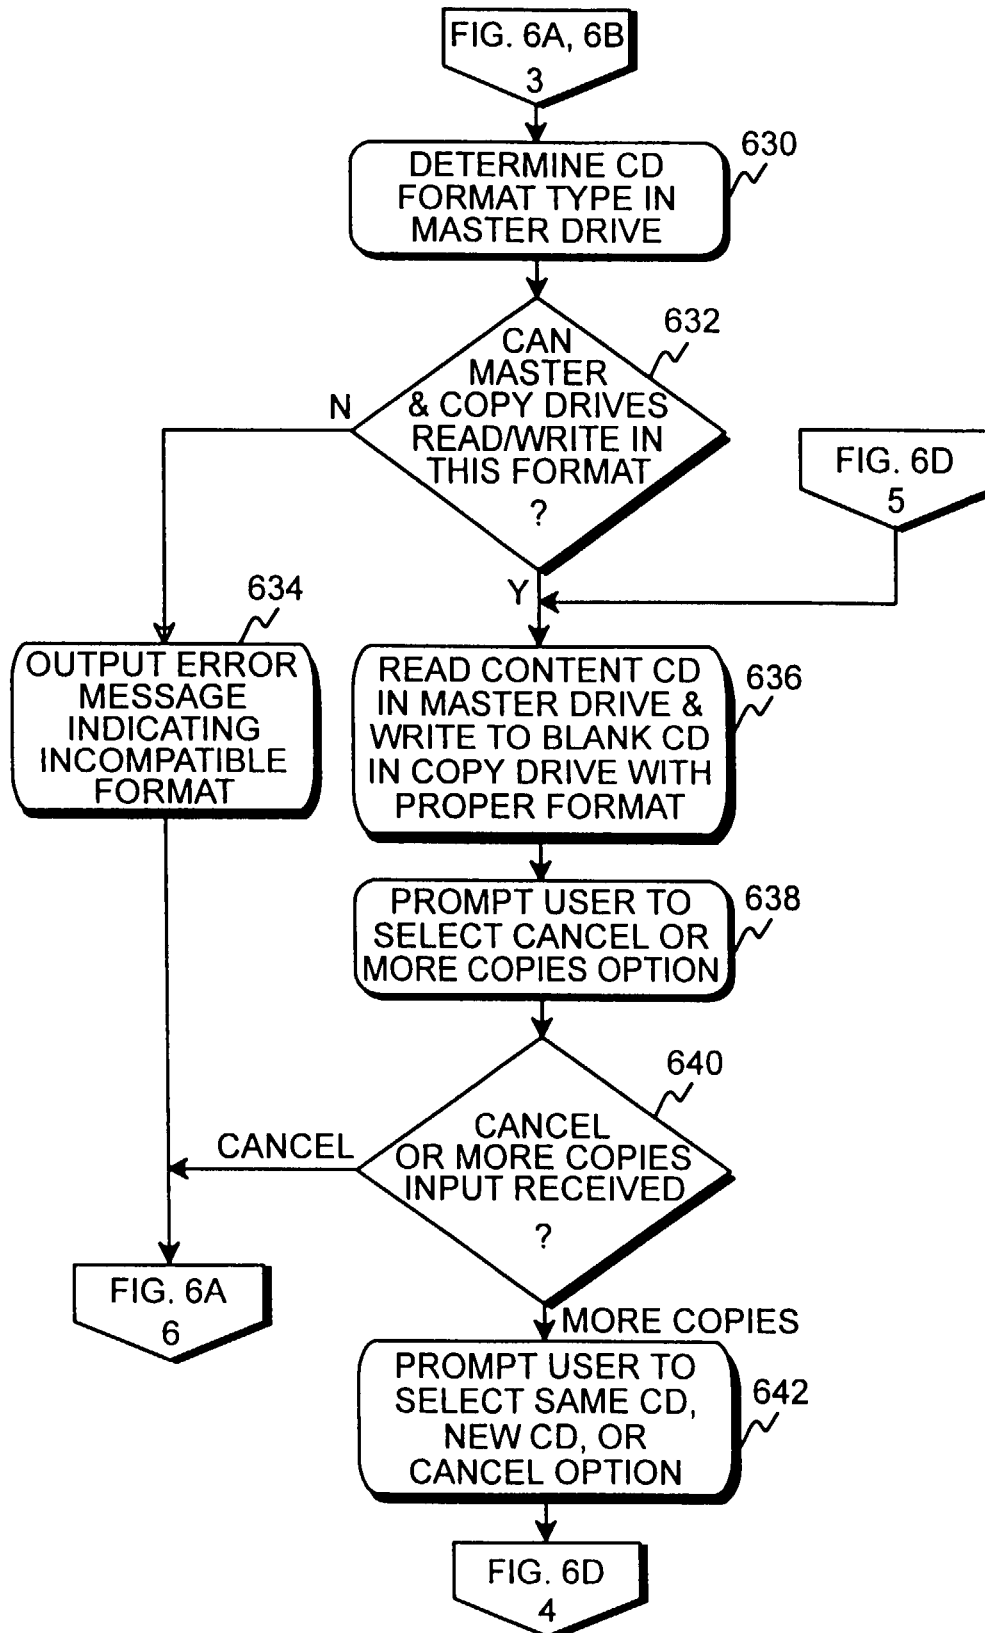 FIG. 6A, 6B
3
630
DETERMINE CD
FORMAT TYPE IN
MASTER DRIVE
632
CAN
MASTER
& COPY DRIVES
READ/WRITE IN
THIS FORMAT
?
N
FIG. 6D
5
Y
634
OUTPUT ERROR
MESSAGE
INDICATING
INCOMPATIBLE
FORMAT
636
READ CONTENT CD
IN MASTER DRIVE &
WRITE TO BLANK CD
IN COPY DRIVE WITH
PROPER FORMAT
638
PROMPT USER TO
SELECT CANCEL OR
MORE COPIES OPTION
640
CANCEL
OR MORE COPIES
INPUT RECEIVED
?
CANCEL
FIG. 6A
6
MORE COPIES
642
PROMPT USER TO
SELECT SAME CD,
NEW CD, OR
CANCEL OPTION
FIG. 6D
4